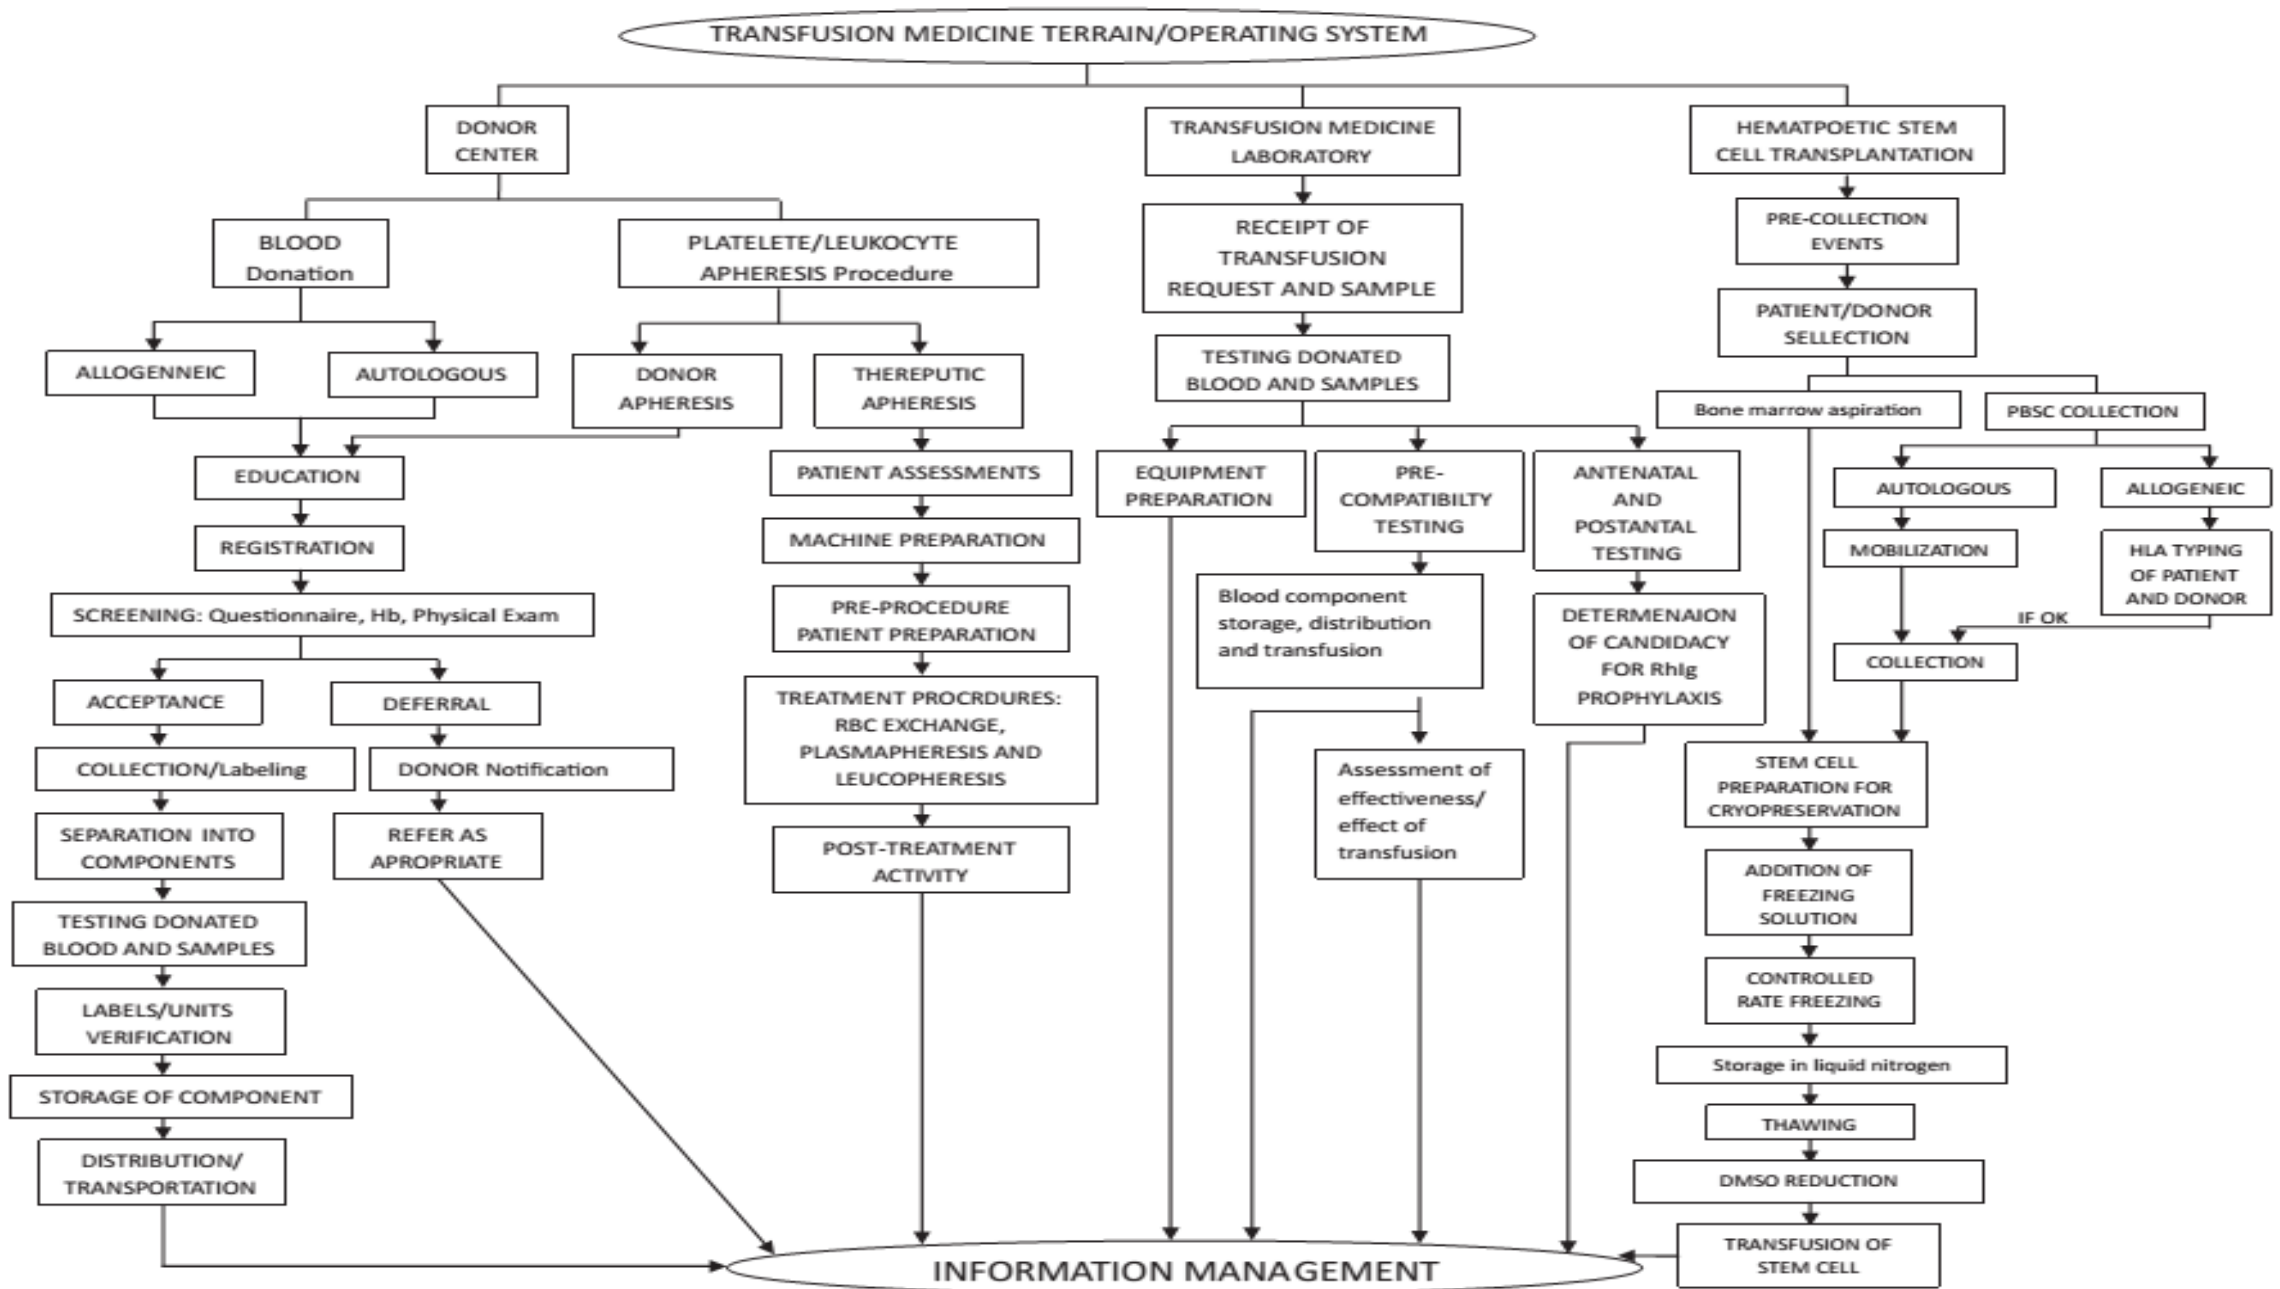 TRANSFUSION MEDICINE TERRAIN/OPERATING SYSTEM
DONOR
CENTER
BLOOD
Donation
PLATELETE/LEUKOCYTE
APHERESIS Procedure
ALLOGENNEIC
AUTOLOGOUS
DONOR
APHERESIS
THEREPUTIC
APHERESIS
EDUCATION
REGISTRATION
SCREENING: Questionnaire, Hb, Physical Exam
ACCEPTANCE
DEFERRAL
COLLECTION/Labeling
DONOR Notification
SEPARATION INTO
COMPONENTS
REFER AS
APROPRIATE
TESTING DONATED
BLOOD AND SAMPLES
LABELS/UNITS
VERIFICATION
STORAGE OF COMPONENT
DISTRIBUTION/
TRANSPORTATION
PATIENT ASSESSMENTS
MACHINE PREPARATION
PRE-PROCEDURE
PATIENT PREPARATION
TREATMENT PROCRDURES:
RBC EXCHANGE,
PLASMAPHERESIS AND
LEUCOPHERESIS
POST-TREATMENT
ACTIVITY
TRANSFUSION MEDICINE
LABORATORY
RECEIPT OF
TRANSFUSION
REQUEST AND SAMPLE
TESTING DONATED
BLOOD AND SAMPLES
EQUIPMENT
PREPARATION
PRE-
COMPATIBILTY
TESTING
ANTENATAL
AND
POSTANTAL
TESTING
Blood component
storage, distribution
and transfusion
DETERMENAION
OF CANDIDACY
FOR RhIg
PROPHYLAXIS
Assessment of
effectiveness/
effect of
transfusion
HEMATPOETIC STEM
CELL TRANSPLANTATION
PRE-COLLECTION
EVENTS
PATIENT/DONOR
SELLECTION
Bone marrow aspiration
PBSC COLLECTION
AUTOLOGOUS
ALLOGENEIC
MOBILIZATION
HLA TYPING
OF PATIENT
AND DONOR
IF OK
COLLECTION
STEM CELL
PREPARATION FOR
CRYOPRESERVATION
ADDITION OF
FREEZING
SOLUTION
CONTROLLED
RATE FREEZING
Storage in liquid nitrogen
THAWING
DMSO REDUCTION
TRANSFUSION OF
STEM CELL
INFORMATION MANAGEMENT